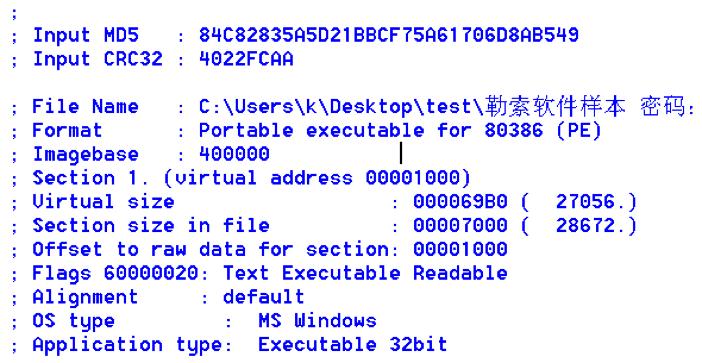 ;
; Input MD5   : 84C82835A5D21BBCF75A61706D8AB549
; Input CRC32 : 4022FCAA
; File Name   : C:\Users\k\Desktop\test\勒索软件样本 密码:
; Format      : Portable executable for 80386 (PE)
; Imagebase   : 400000
; Section 1. (virtual address 00001000)
; Virtual size                  : 000069B0 (  27056.)
; Section size in file          : 00007000 (  28672.)
; Offset to raw data for section: 00001000
; Flags 60000020: Text Executable Readable
; Alignment     : default
; OS type         :  MS Windows
; Application type:  Executable 32bit